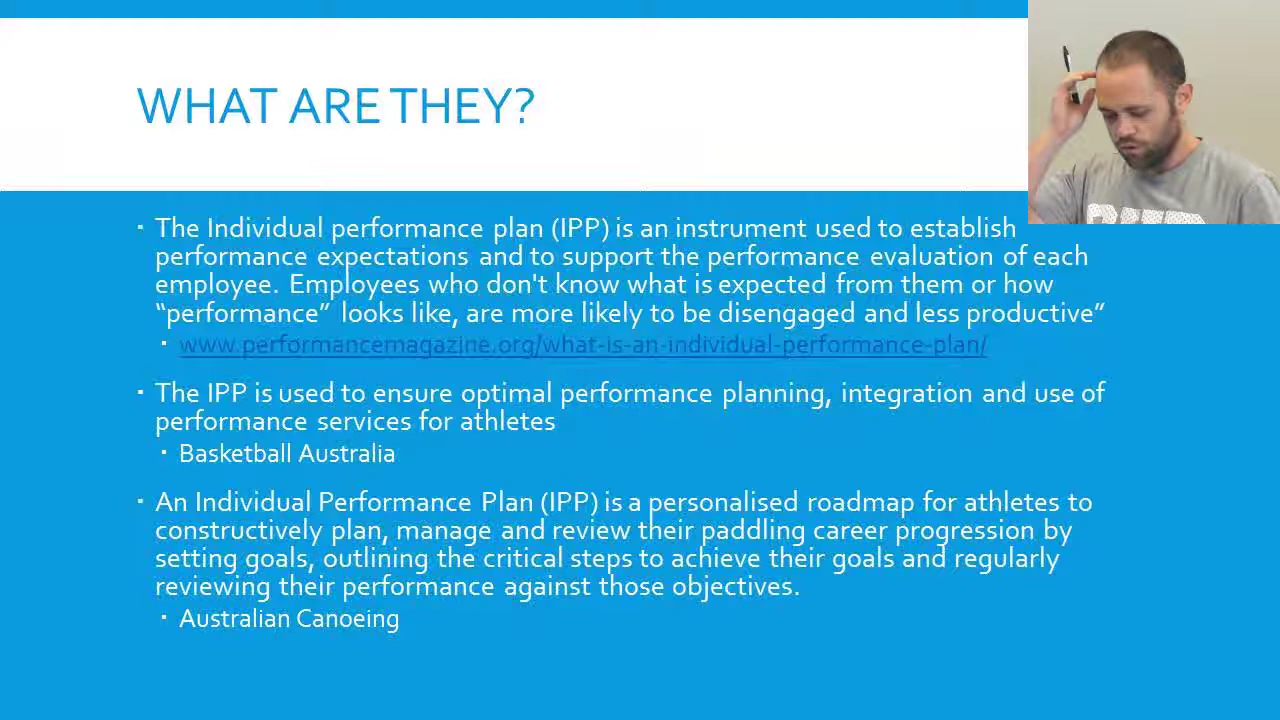 WHAT ARE THEY?
▪ The Individual performance plan (IPP) is an instrument used to establish
performance expectations and to support the performance evaluation of each
employee. Employees who don't know what is expected from them or how
“performance” looks like, are more likely to be disengaged and less productive”
▪ www.performancemagazine.org/what-is-an-individual-performance-plan/
▪ The IPP is used to ensure optimal performance planning, integration and use of
performance services for athletes
▪ Basketball Australia
▪ An Individual Performance Plan (IPP) is a personalised roadmap for athletes to
constructively plan, manage and review their paddling career progression by
setting goals, outlining the critical steps to achieve their goals and regularly
reviewing their performance against those objectives.
▪ Australian Canoeing